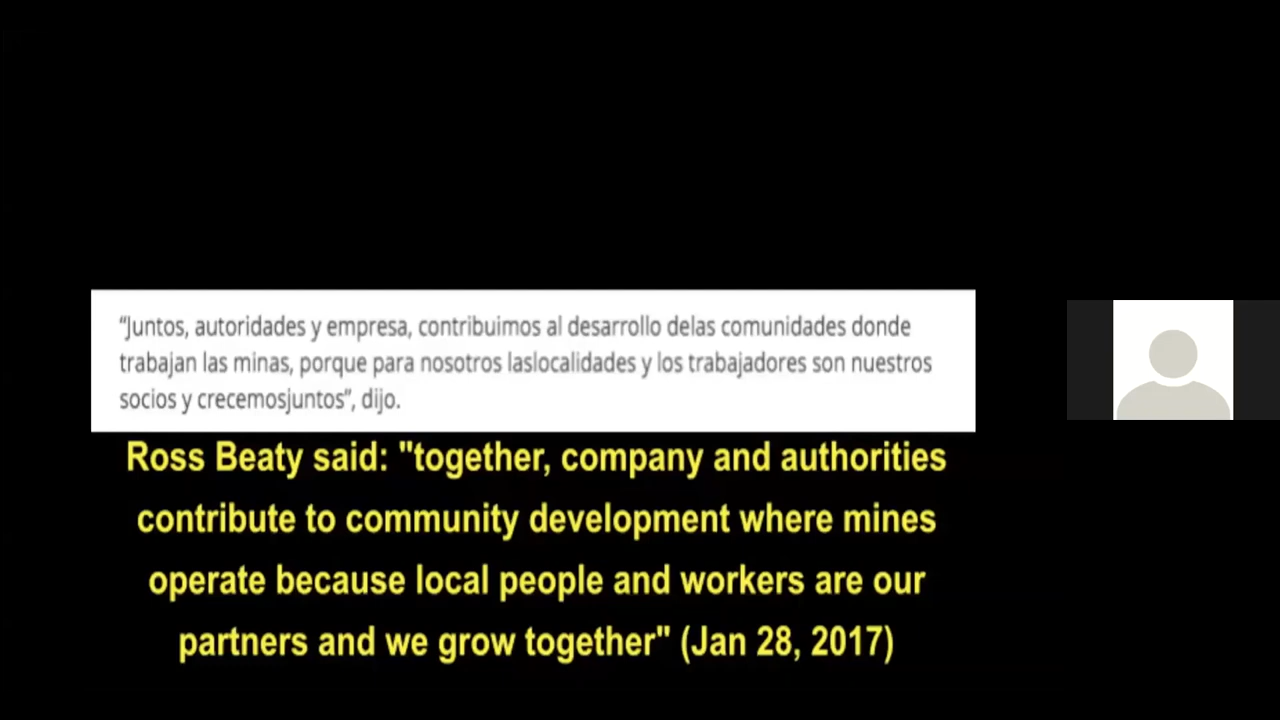 “Juntos, autoridades y empresa, contribuimos al desarrollo delas comunidades donde
trabajan las minas, porque para nosotros laslocalidades y los trabajadores son nuestros
socios y crecemosjuntos”, dijo.
Ross Beaty said: "together, company and authorities
contribute to community development where mines
operate because local people and workers are our
partners and we grow together" (Jan 28, 2017)